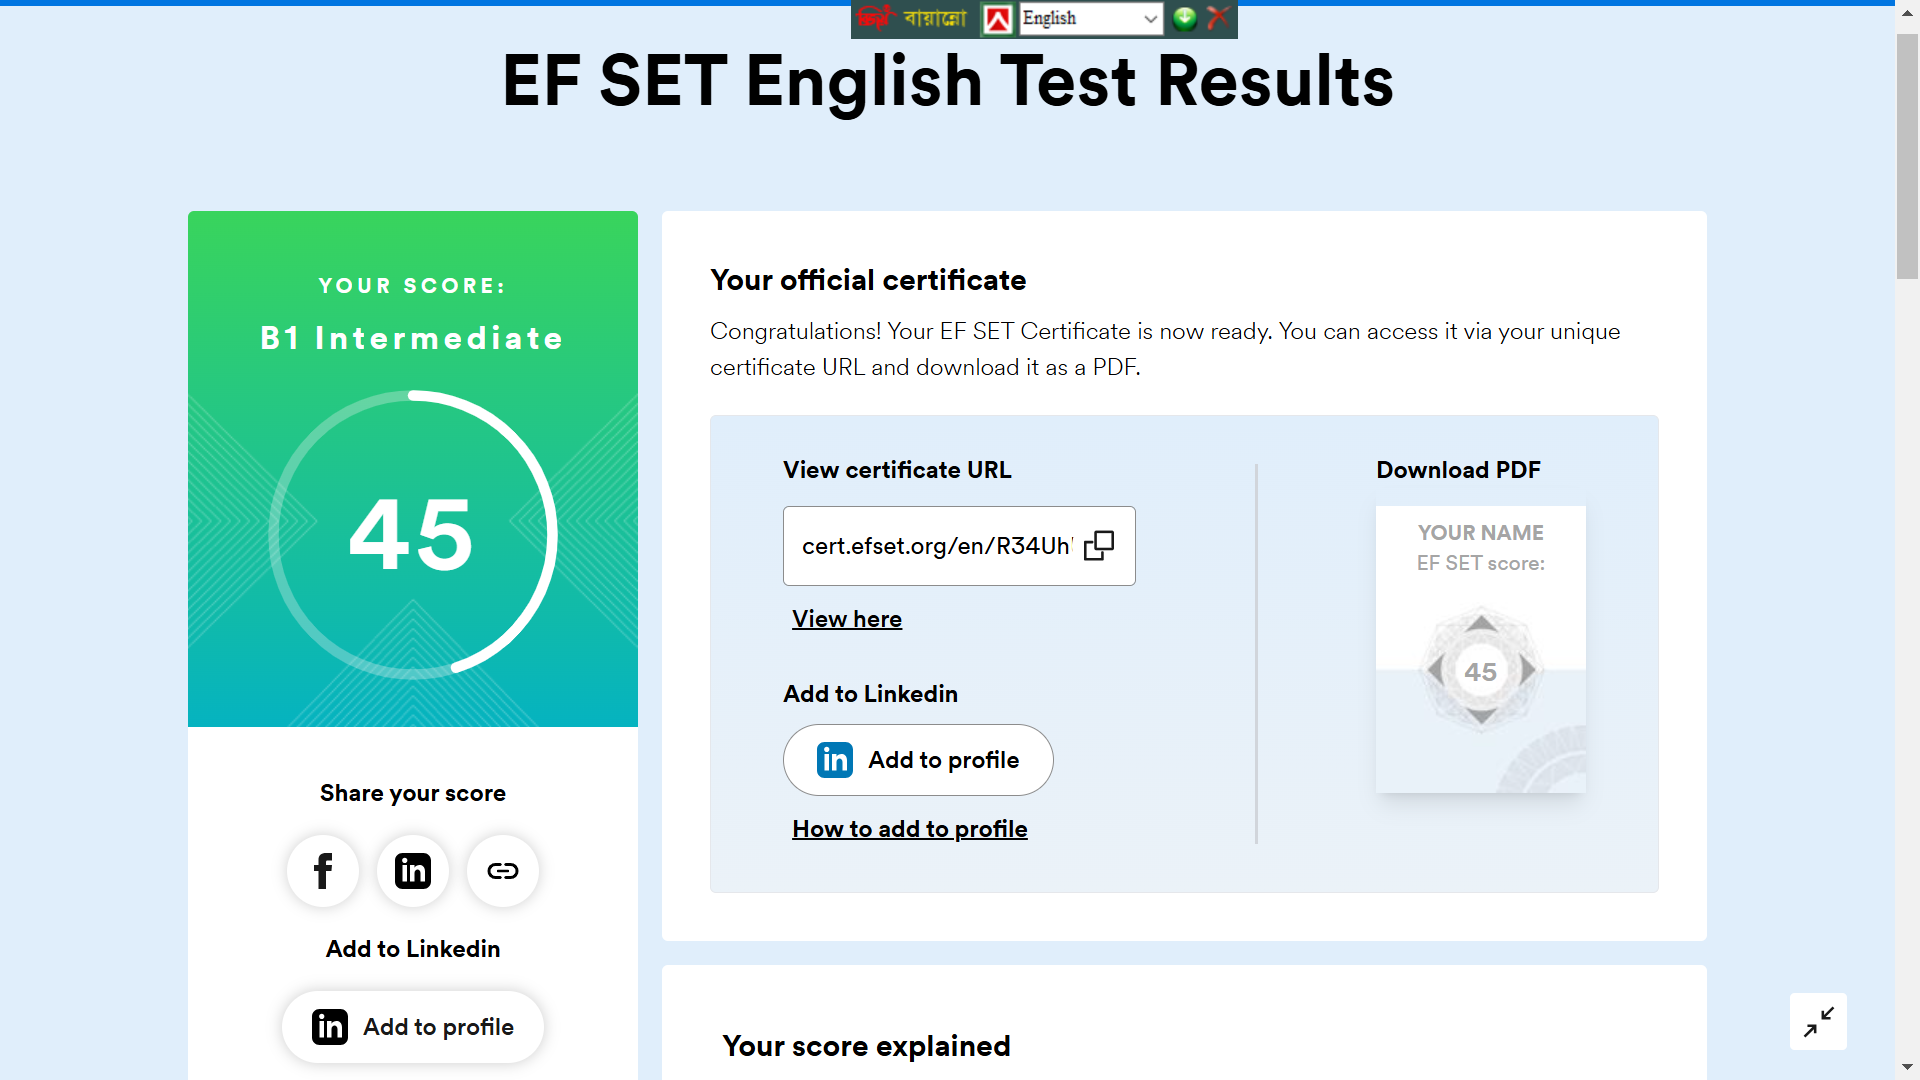 বায়ান্নো
English
EF SET English Test Results
YOUR SCORE:
B1 Intermediate
45
Share your score
Add to Linkedin
in Add to profile
Your official certificate
Congratulations! Your EF SET Certificate is now ready. You can access it via your unique
certificate URL and download it as a PDF.
View certificate URL
cert.efset.org/en/R34Uh
View here
Add to Linkedin
in Add to profile
How to add to profile
Download PDF
YOUR NAME
EF SET score:
45
Your score explained